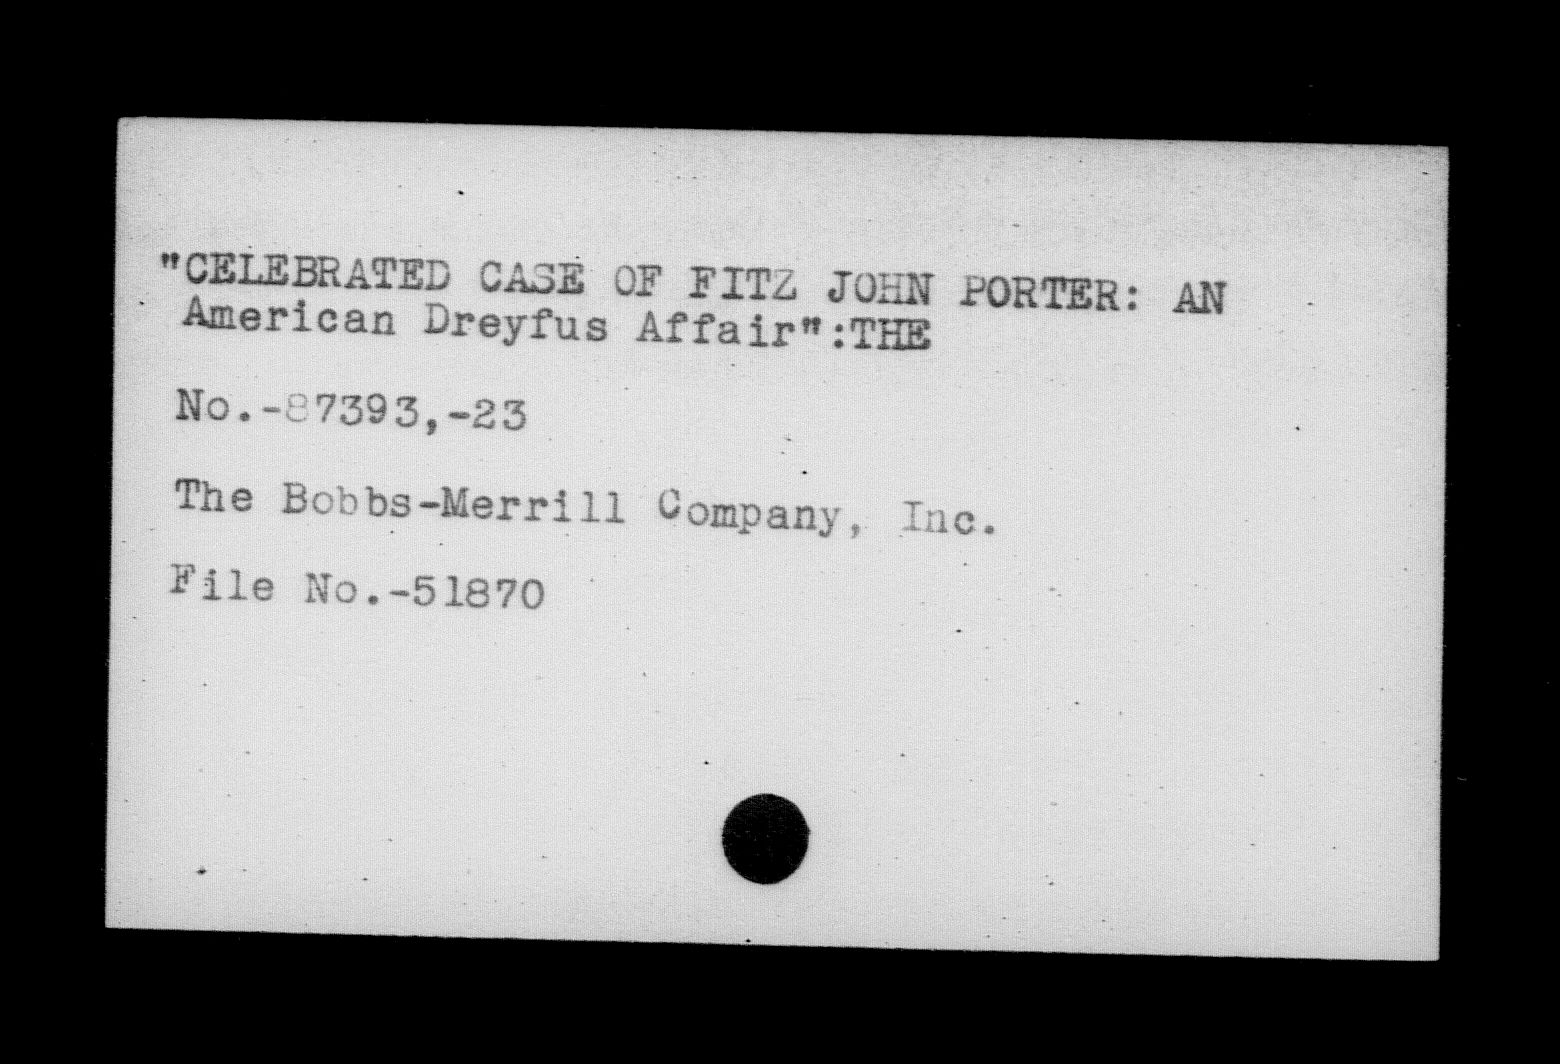 "CELEBRATED CASE OF FITZ JOHN PORTER: AN
American Dreyfus Affair":THE
No.-87393,-23
The Bobbs-Merrill Company, Inc.
File No.-51870